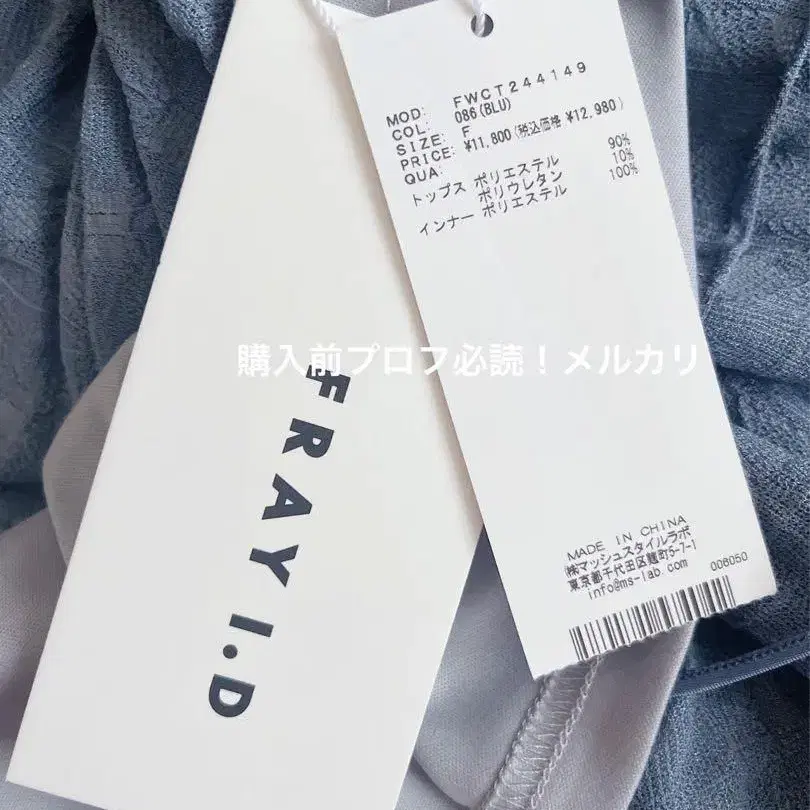 MOD: FWCT244149
COL: 086(BLU)
SIZE: F
PRICE: ¥11,800(税込価格 ¥12,980)
QUA:
トップス ポリエステル 90%
ポリウレタン 10%
インナー ポリエステル 100%
購入前プロフ必読！メルカリ
FRAY I.D
MADE IN CHINA
㈱マッシュスタイルラボ
東京都千代田区麹町5-7-1
info@ms-lab.com 006050